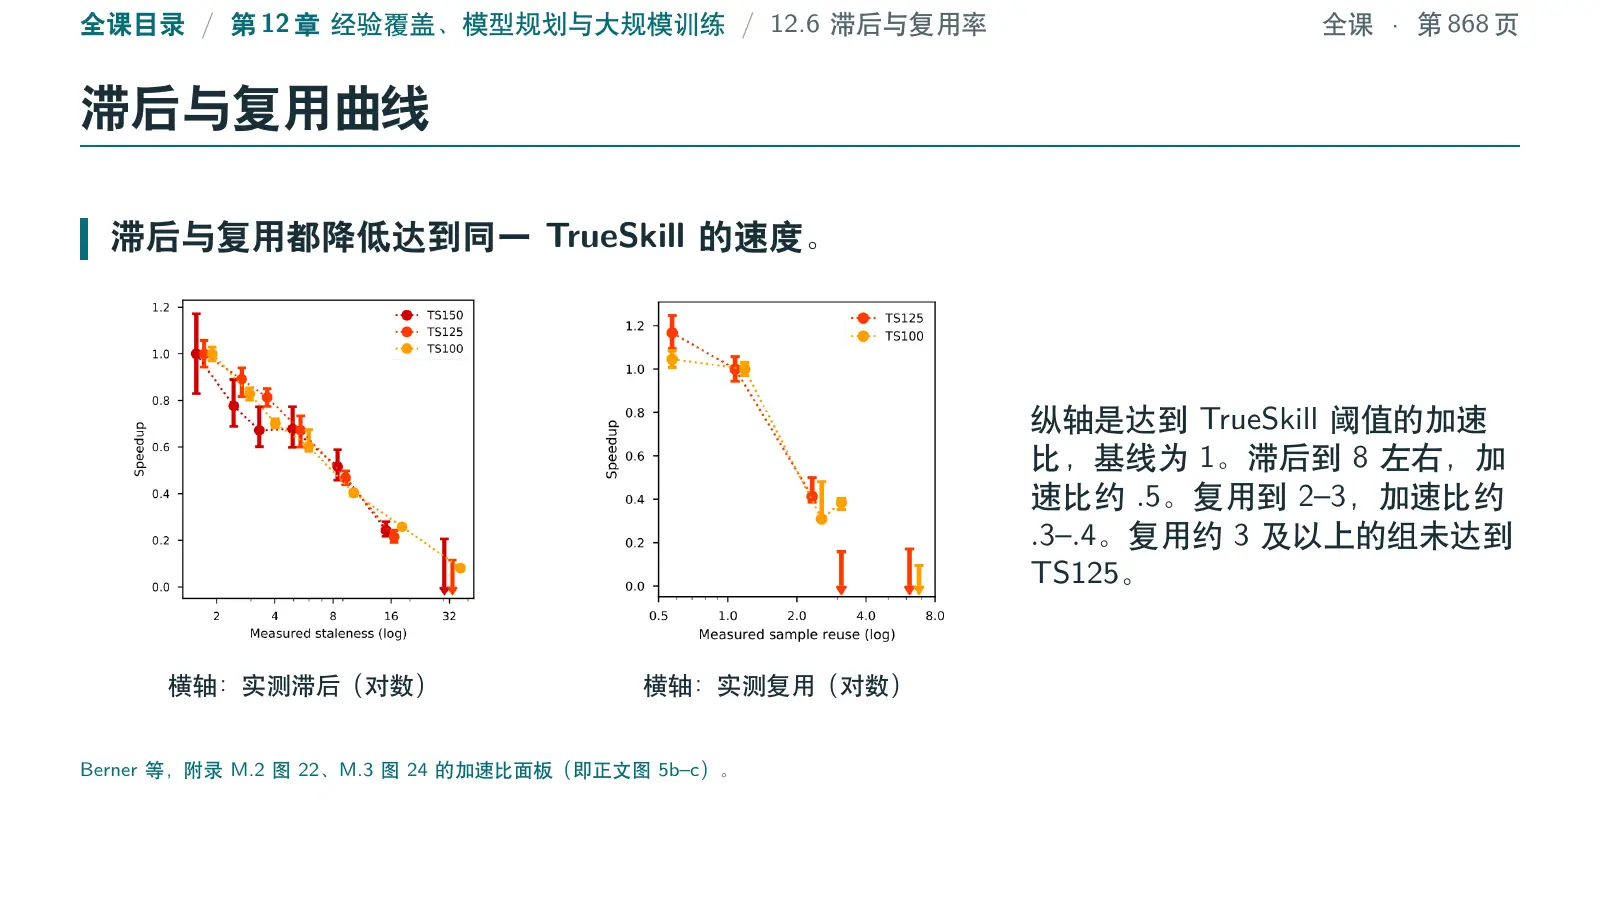 全课目录 / 第 12 章 经验覆盖、模型规划与大规模训练 / 12.6 滞后与复用率
全课 · 第 868 页
滞后与复用曲线
滞后与复用都降低达到同一 TrueSkill 的速度。
1.2
1.0
0.8
0.6
0.4
0.2
0.0
Speedup
TS150
TS125
TS100
2 4 8 16 32
Measured staleness (log)
横轴：实测滞后（对数）
1.2
1.0
0.8
0.6
0.4
0.2
0.0
Speedup
TS125
TS100
0.5 1.0 2.0 4.0 8.0
Measured sample reuse (log)
横轴：实测复用（对数）
纵轴是达到 TrueSkill 阈值的加速
比，基线为 1。滞后到 8 左右，加
速比约 .5。复用到 2–3，加速比约
.3–.4。复用约 3 及以上的组未达到
TS125。
Berner 等，附录 M.2 图 22、M.3 图 24 的加速比面板（即正文图 5b–c）。